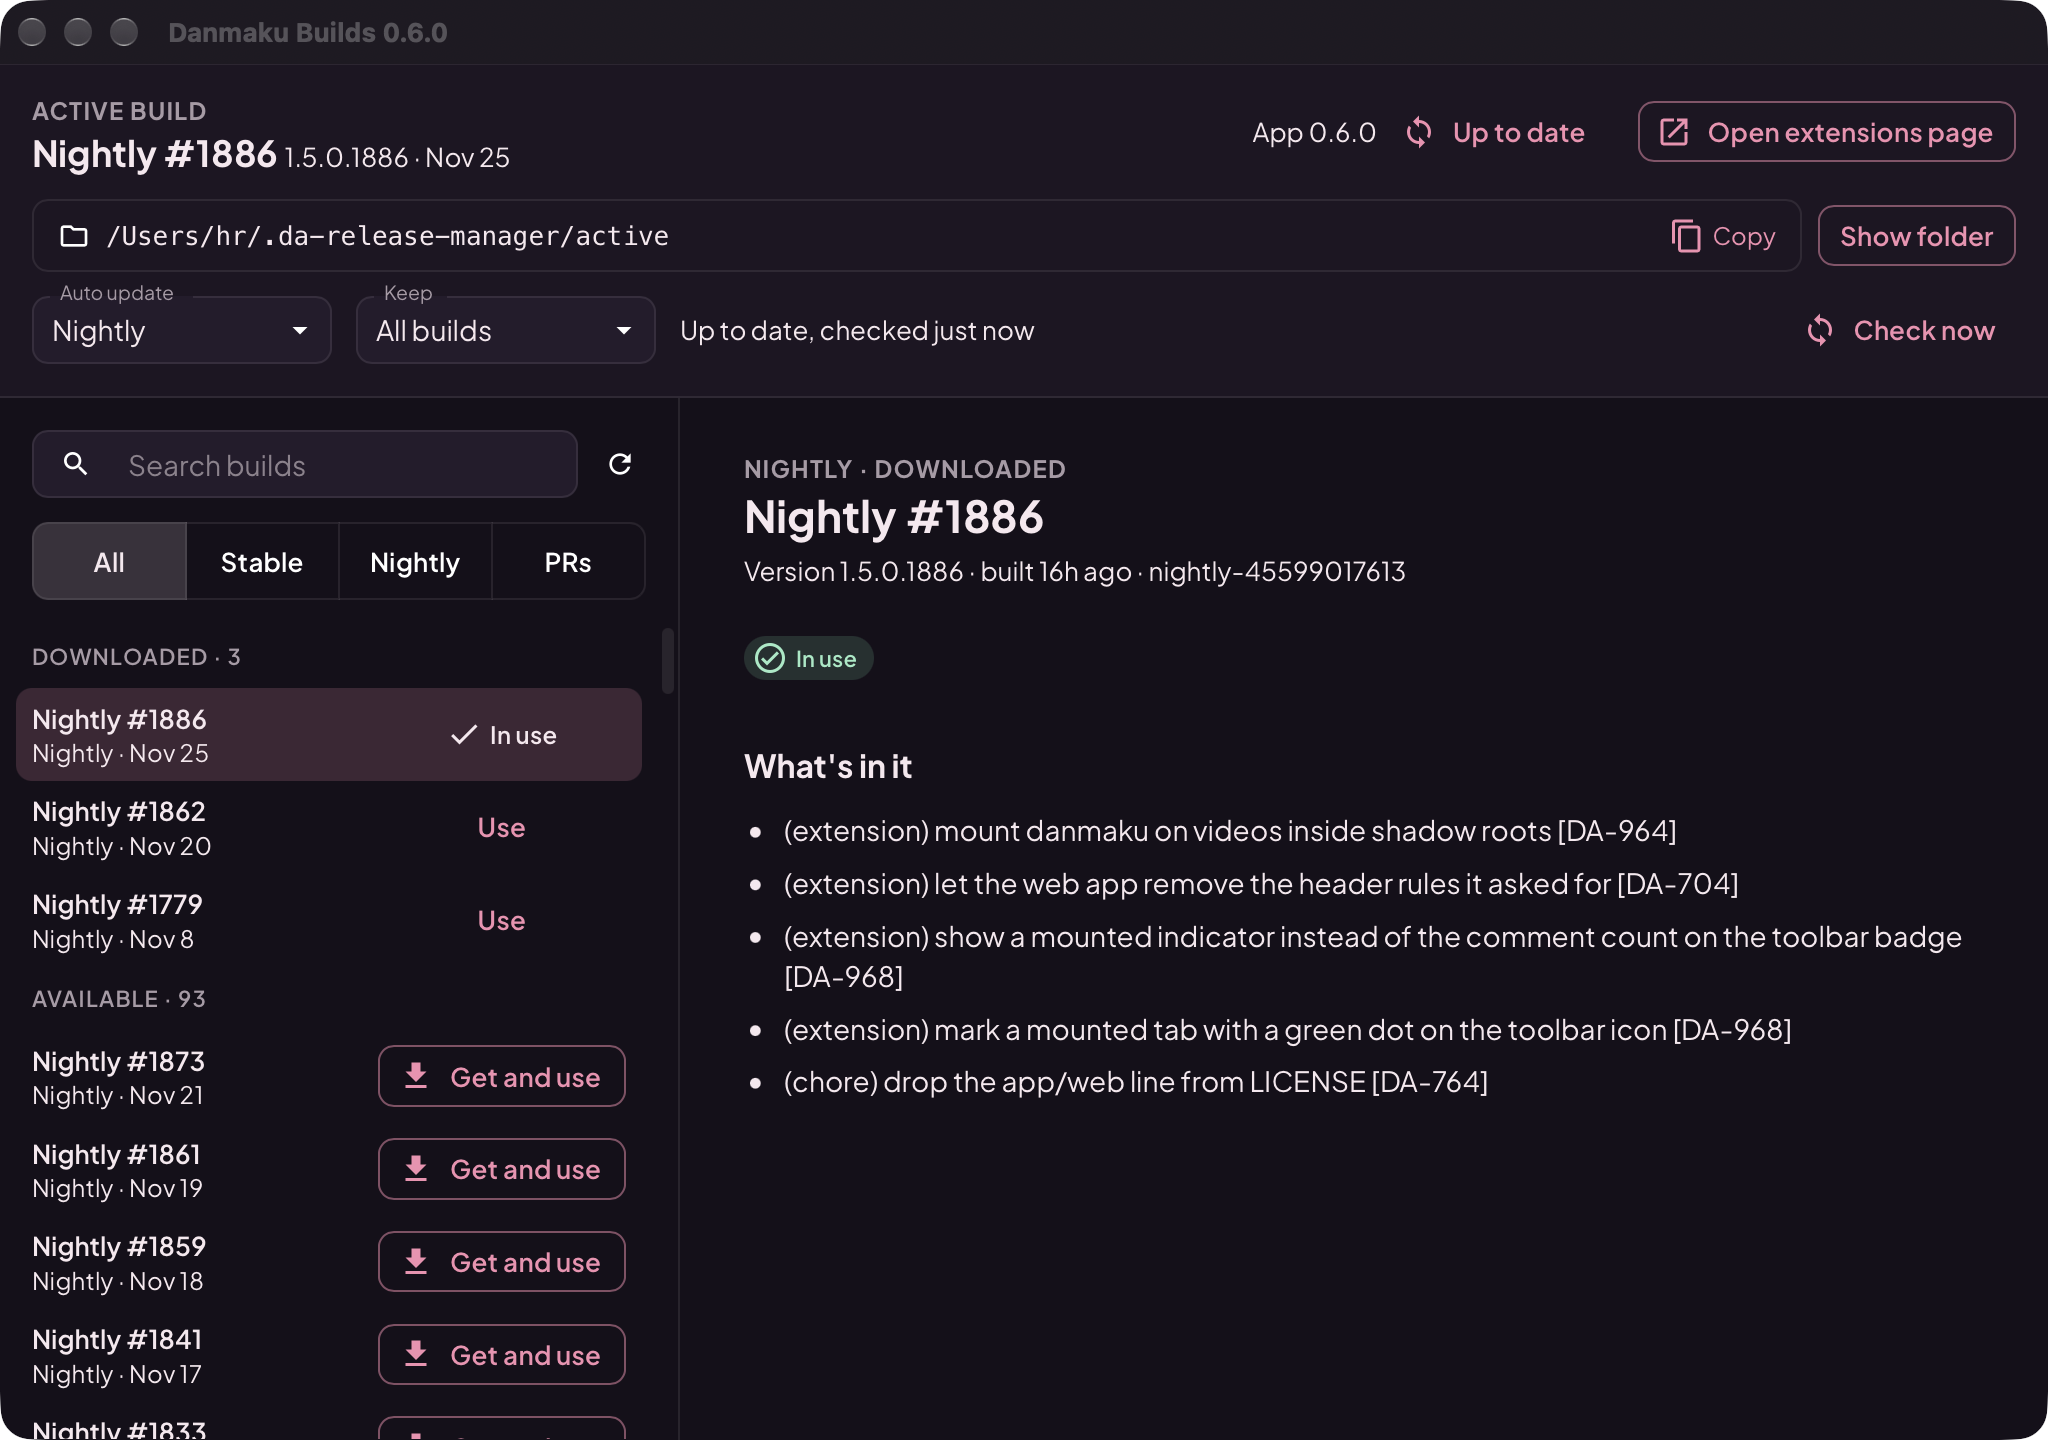 Danmaku Builds 0.6.0
ACTIVE BUILD
Nightly #1886 1.5.0.1886 · Nov 25
App 0.6.0
Up to date
Open extensions page
/Users/hr/.da-release-manager/active
Copy
Show folder
Auto update
Nightly
Keep
All builds
Up to date, checked just now
Check now
Search builds
All
Stable
Nightly
PRs
DOWNLOADED · 3
Nightly #1886
Nightly · Nov 25
In use
Nightly #1862
Nightly · Nov 20
Use
Nightly #1779
Nightly · Nov 8
Use
AVAILABLE · 93
Nightly #1873
Nightly · Nov 21
Get and use
Nightly #1861
Nightly · Nov 19
Get and use
Nightly #1859
Nightly · Nov 18
Get and use
Nightly #1841
Nightly · Nov 17
Get and use
Nightly #1833
NIGHTLY · DOWNLOADED
Nightly #1886
Version 1.5.0.1886 · built 16h ago · nightly-45599017613
In use
What's in it
• (extension) mount danmaku on videos inside shadow roots [DA-964]
• (extension) let the web app remove the header rules it asked for [DA-704]
• (extension) show a mounted indicator instead of the comment count on the toolbar badge
[DA-968]
• (extension) mark a mounted tab with a green dot on the toolbar icon [DA-968]
• (chore) drop the app/web line from LICENSE [DA-764]